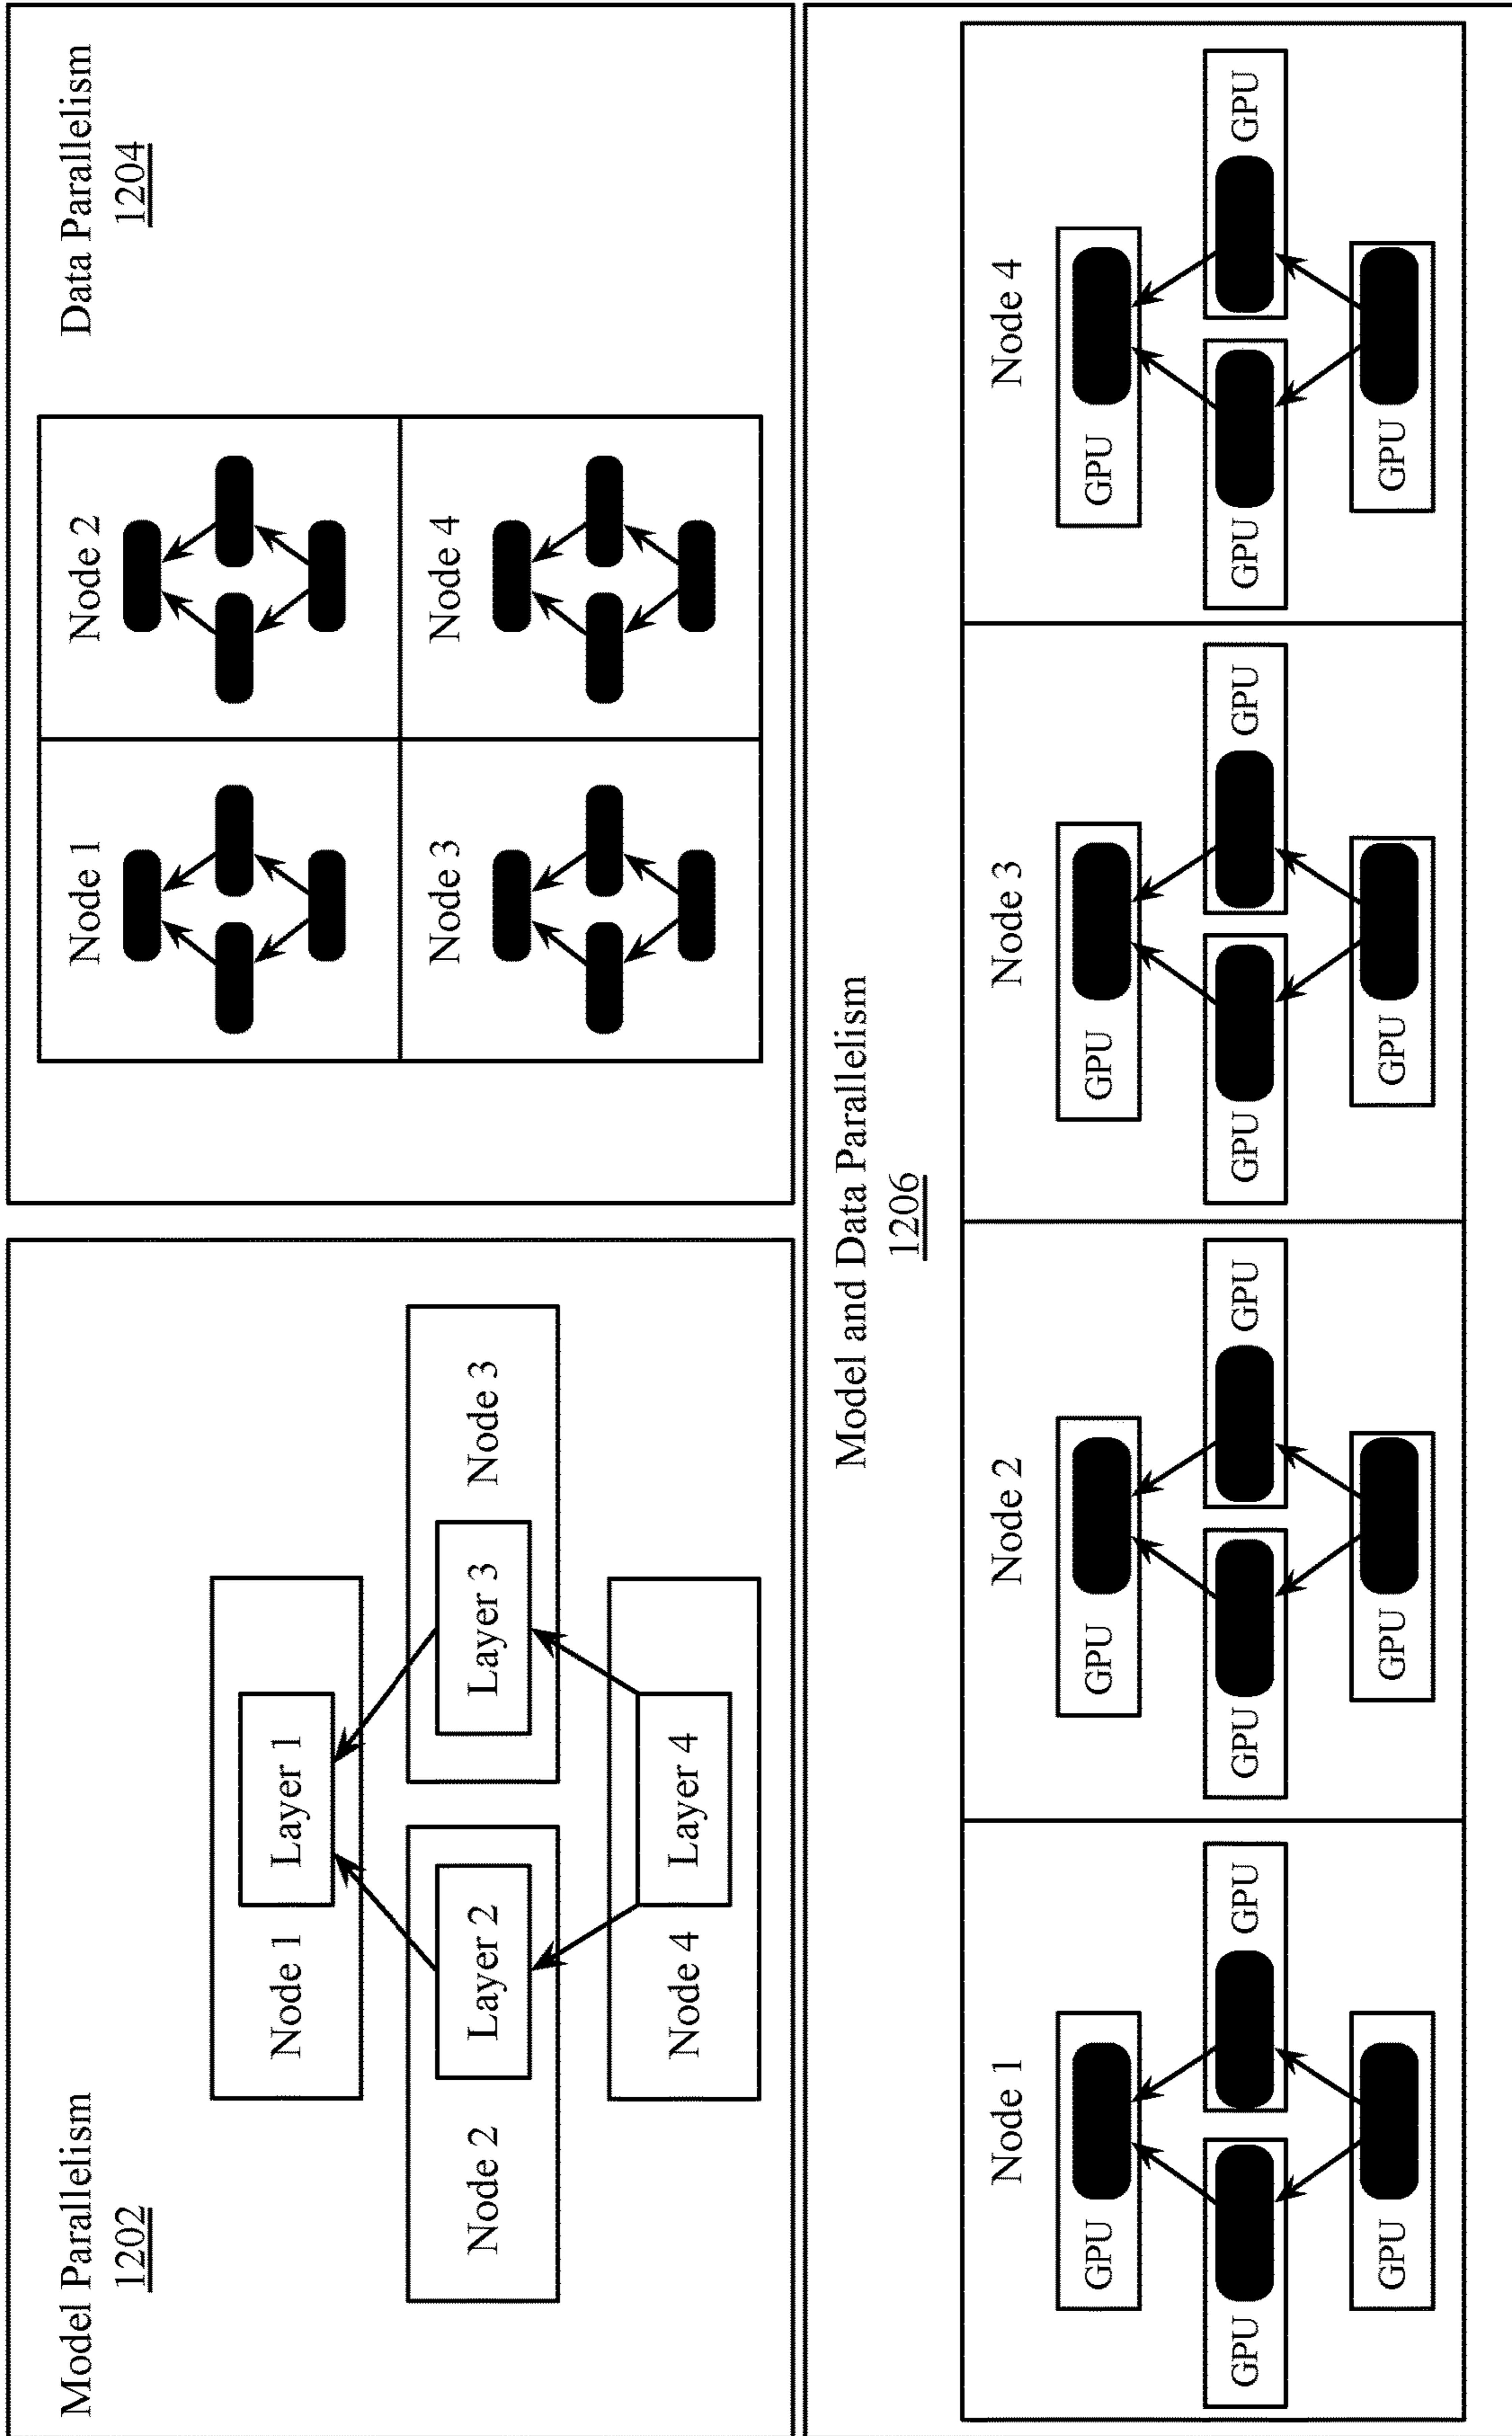 Model Parallelism
1202
Node 1
Layer 1
Node 2
Layer 2
Layer 3
Node 3
Node 4
Layer 4
Data Parallelism
1204
Node 1
Node 2
Node 3
Node 4
Model and Data Parallelism
1206
Node 1
GPU
GPU
GPU
GPU
Node 2
GPU
GPU
GPU
GPU
Node 3
GPU
GPU
GPU
GPU
Node 4
GPU
GPU
GPU
GPU